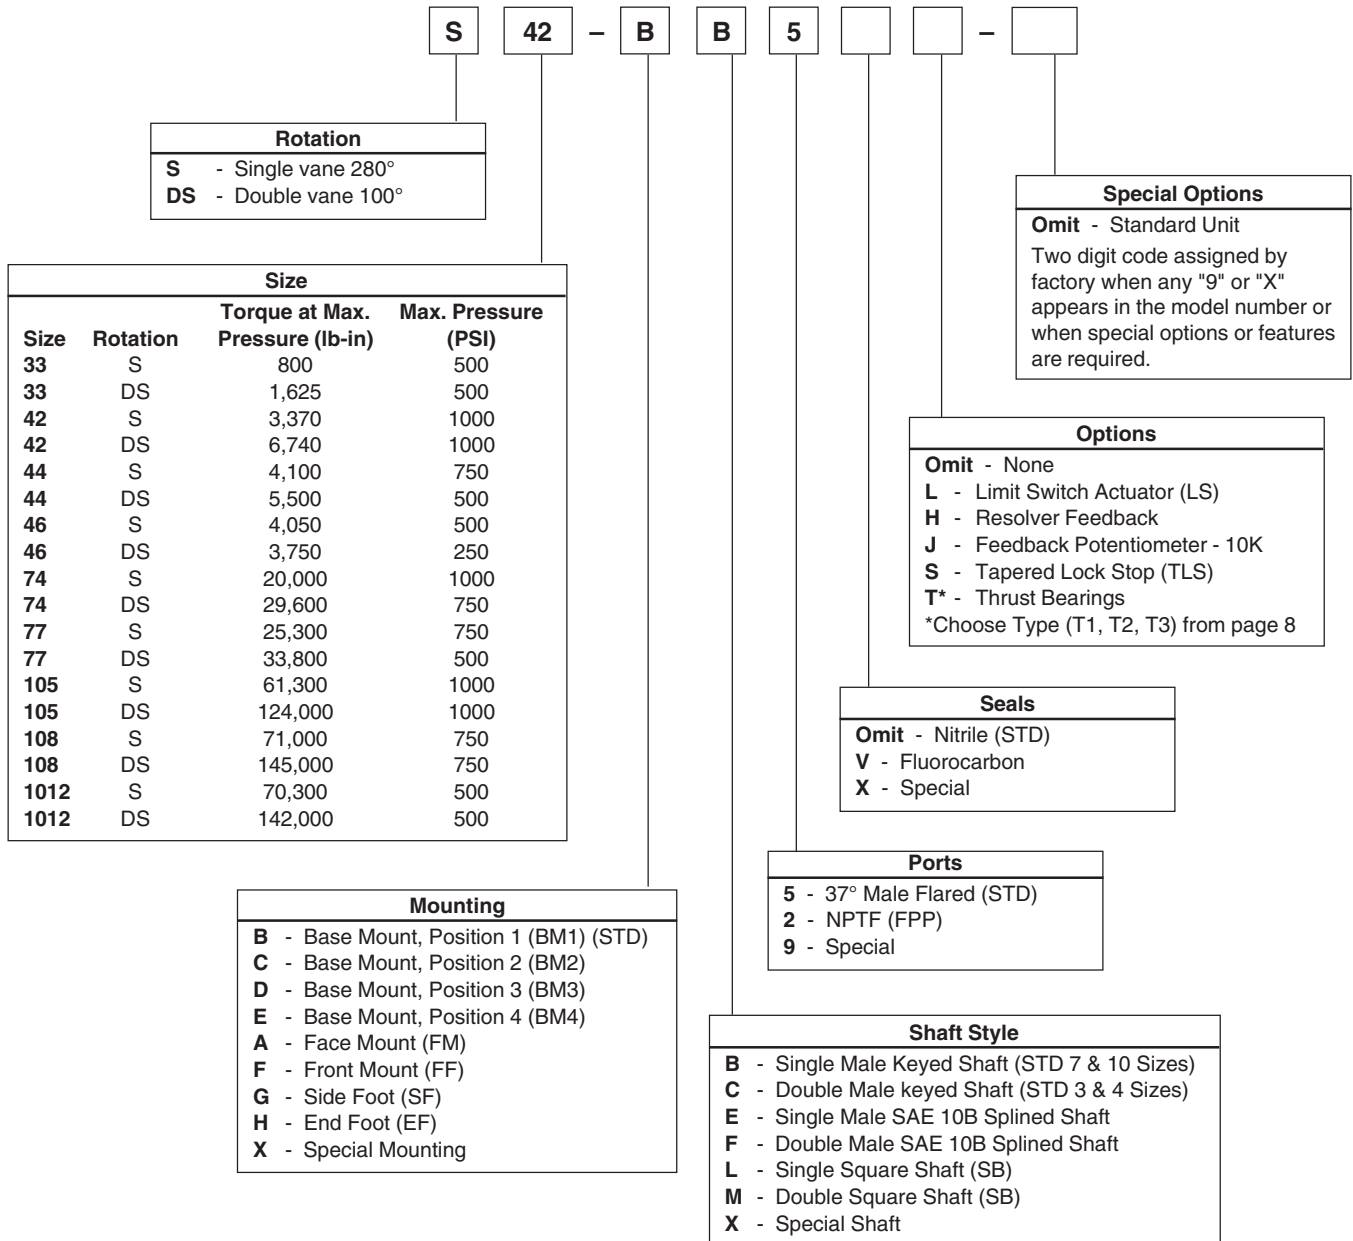 S 42 – B B 5 –
Rotation
S - Single vane 280°
DS - Double vane 100°
Special Options
Omit - Standard Unit
Two digit code assigned by
factory when any "9" or "X"
appears in the model number or
when special options or features
are required.
Size
Torque at Max. Max. Pressure
Size Rotation Pressure (lb-in) (PSI)
33 S 800 500
33 DS 1,625 500
42 S 3,370 1000
42 DS 6,740 1000
44 S 4,100 750
44 DS 5,500 500
46 S 4,050 500
46 DS 3,750 250
74 S 20,000 1000
74 DS 29,600 750
77 S 25,300 750
77 DS 33,800 500
105 S 61,300 1000
105 DS 124,000 1000
108 S 71,000 750
108 DS 145,000 750
1012 S 70,300 500
1012 DS 142,000 500
Options
Omit - None
L - Limit Switch Actuator (LS)
H - Resolver Feedback
J - Feedback Potentiometer - 10K
S - Tapered Lock Stop (TLS)
T* - Thrust Bearings
*Choose Type (T1, T2, T3) from page 8
Seals
Omit - Nitrile (STD)
V - Fluorocarbon
X - Special
Ports
5 - 37° Male Flared (STD)
2 - NPTF (FPP)
9 - Special
Mounting
B - Base Mount, Position 1 (BM1) (STD)
C - Base Mount, Position 2 (BM2)
D - Base Mount, Position 3 (BM3)
E - Base Mount, Position 4 (BM4)
A - Face Mount (FM)
F - Front Mount (FF)
G - Side Foot (SF)
H - End Foot (EF)
X - Special Mounting
Shaft Style
B - Single Male Keyed Shaft (STD 7 & 10 Sizes)
C - Double Male keyed Shaft (STD 3 & 4 Sizes)
E - Single Male SAE 10B Splined Shaft
F - Double Male SAE 10B Splined Shaft
L - Single Square Shaft (SB)
M - Double Square Shaft (SB)
X - Special Shaft